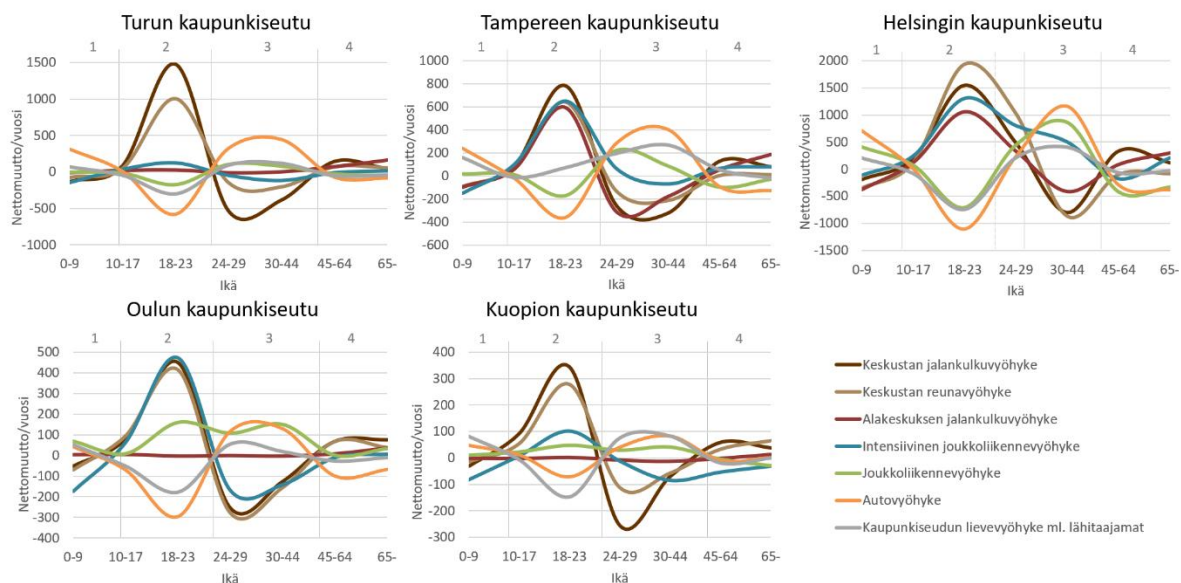 Turun kaupunkiseutu
1 2 3 4
Nettomuutto/vuosi
1500
1000
500
0
-500
-1000
0-9 10-17 18-23 24-29 30-44 45-64 65-
Ikä
Tampereen kaupunkiseutu
1 2 3 4
Nettomuutto/vuosi
1000
800
600
400
200
0
-200
-400
-600
0-9 10-17 18-23 24-29 30-44 45-64 65-
Ikä
Helsingin kaupunkiseutu
1 2 3 4
Nettomuutto/vuosi
2000
1500
1000
500
0
-500
-1000
-1500
0-9 10-17 18-23 24-29 30-44 45-64 65-
Ikä
Oulun kaupunkiseutu
1 2 3 4
Nettomuutto/vuosi
500
400
300
200
100
0
-100
-200
-300
-400
0-9 10-17 18-23 24-29 30-44 45-64 65-
Ikä
Kuopion kaupunkiseutu
1 2 3 4
Nettomuutto/vuosi
400
300
200
100
0
-100
-200
-300
0-9 10-17 18-23 24-29 30-44 45-64 65-
Ikä
Keskustan jalankulkuvyöhyke
Keskustan reunavyöhyke
Alakeskuksen jalankulkuvyöhyke
Intensiivinen joukkoliikennevyöhyke
Joukkoliikennevyöhyke
Autovyöhyke
Kaupunkiseudun lievevyöhyke ml. lähitaajamat